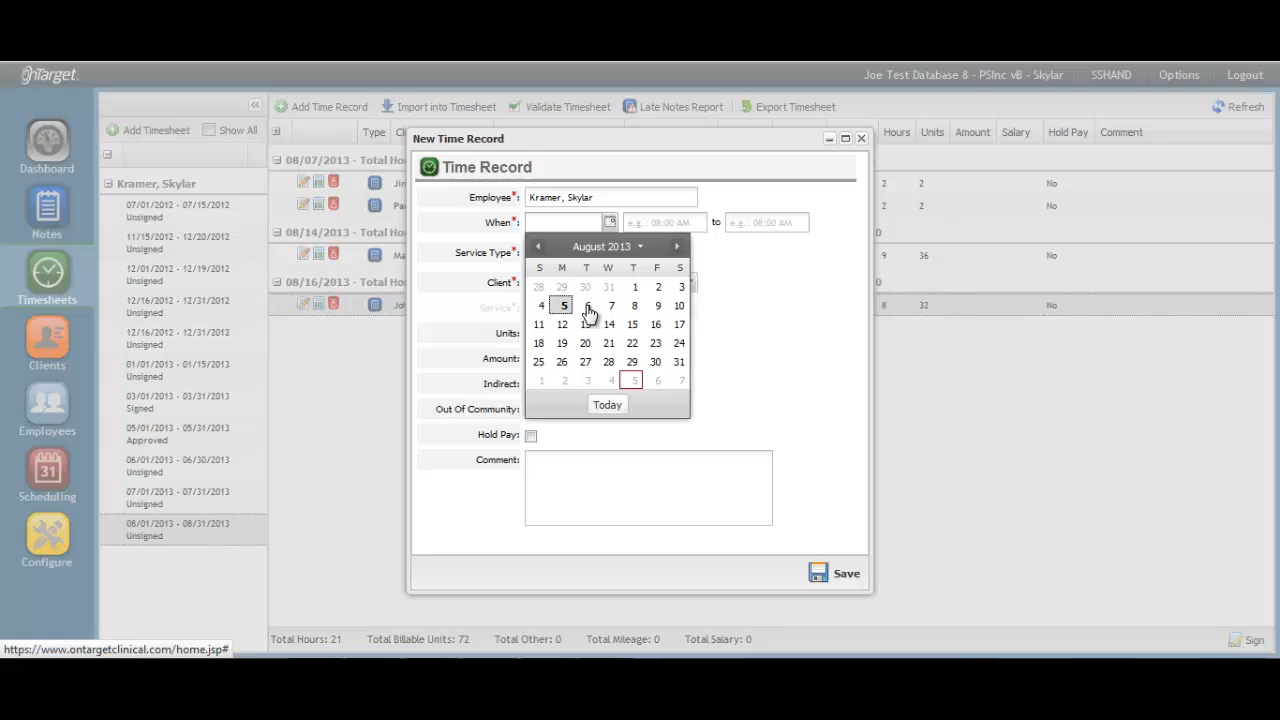 onTarget.
Joe Test Database 8 - PSInc vB - Skylar SSHAND Options Logout
Add Timesheet Show All
Add Time Record Import into Timesheet Validate Timesheet Late Notes Report Export Timesheet Refresh
Type Hours Units Amount Salary Hold Pay Comment
Dashboard
Notes
Timesheets
Clients
Employees
Scheduling
31
Configure
Kramer, Skylar
07/01/2012 - 07/15/2012
Unsigned
11/15/2012 - 12/20/2012
Unsigned
12/01/2012 - 12/19/2012
Unsigned
12/16/2012 - 12/31/2012
Unsigned
12/16/2012 - 12/31/2012
Unsigned
01/01/2013 - 01/15/2013
Unsigned
03/01/2013 - 03/31/2013
Signed
05/01/2013 - 05/31/2013
Approved
06/01/2013 - 06/30/2013
Unsigned
07/01/2013 - 07/31/2013
Unsigned
08/01/2013 - 08/31/2013
Unsigned
08/07/2013 - Total Ho
2 2 No
2 2 No
08/14/2013 - Total Ho
9 36 No
08/16/2013 - Total Ho
8 32 No
New Time Record
Time Record
Employee*: Kramer, Skylar
When*: e.g.: 08:00 AM to e.g.: 08:00 AM
Service Type*:
Client*:
Service*:
Units:
Amount:
Indirect:
Out Of Community:
Hold Pay:
Comment:
August 2013
S M T W T F S
28 29 30 31 1 2 3
4 5 6 7 8 9 10
11 12 13 14 15 16 17
18 19 20 21 22 23 24
25 26 27 28 29 30 31
1 2 3 4 5 6 7
Today
Save
Total Hours: 21 Total Billable Units: 72 Total Other: 0 Total Mileage: 0 Total Salary: 0 Sign
https://www.ontargetclinical.com/home.jsp#